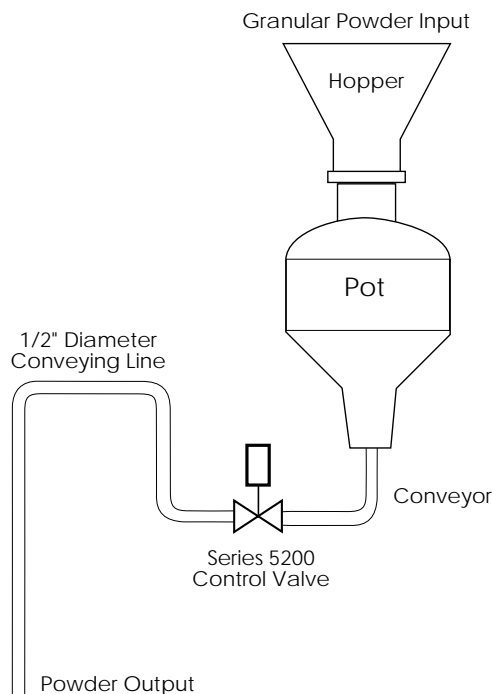 Granular Powder Input
Hopper
Pot
1/2" Diameter
Conveying Line
Conveyor
Series 5200
Control Valve
Powder Output